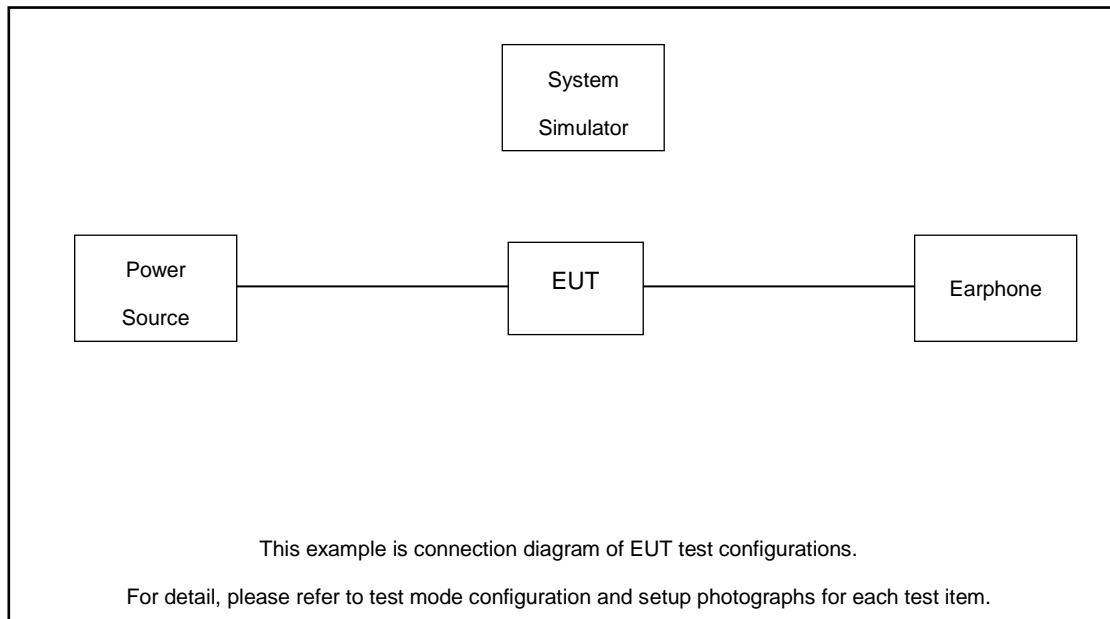 System
Simulator
Power
Source
EUT
Earphone
This example is connection diagram of EUT test configurations.
For detail, please refer to test mode configuration and setup photographs for each test item.